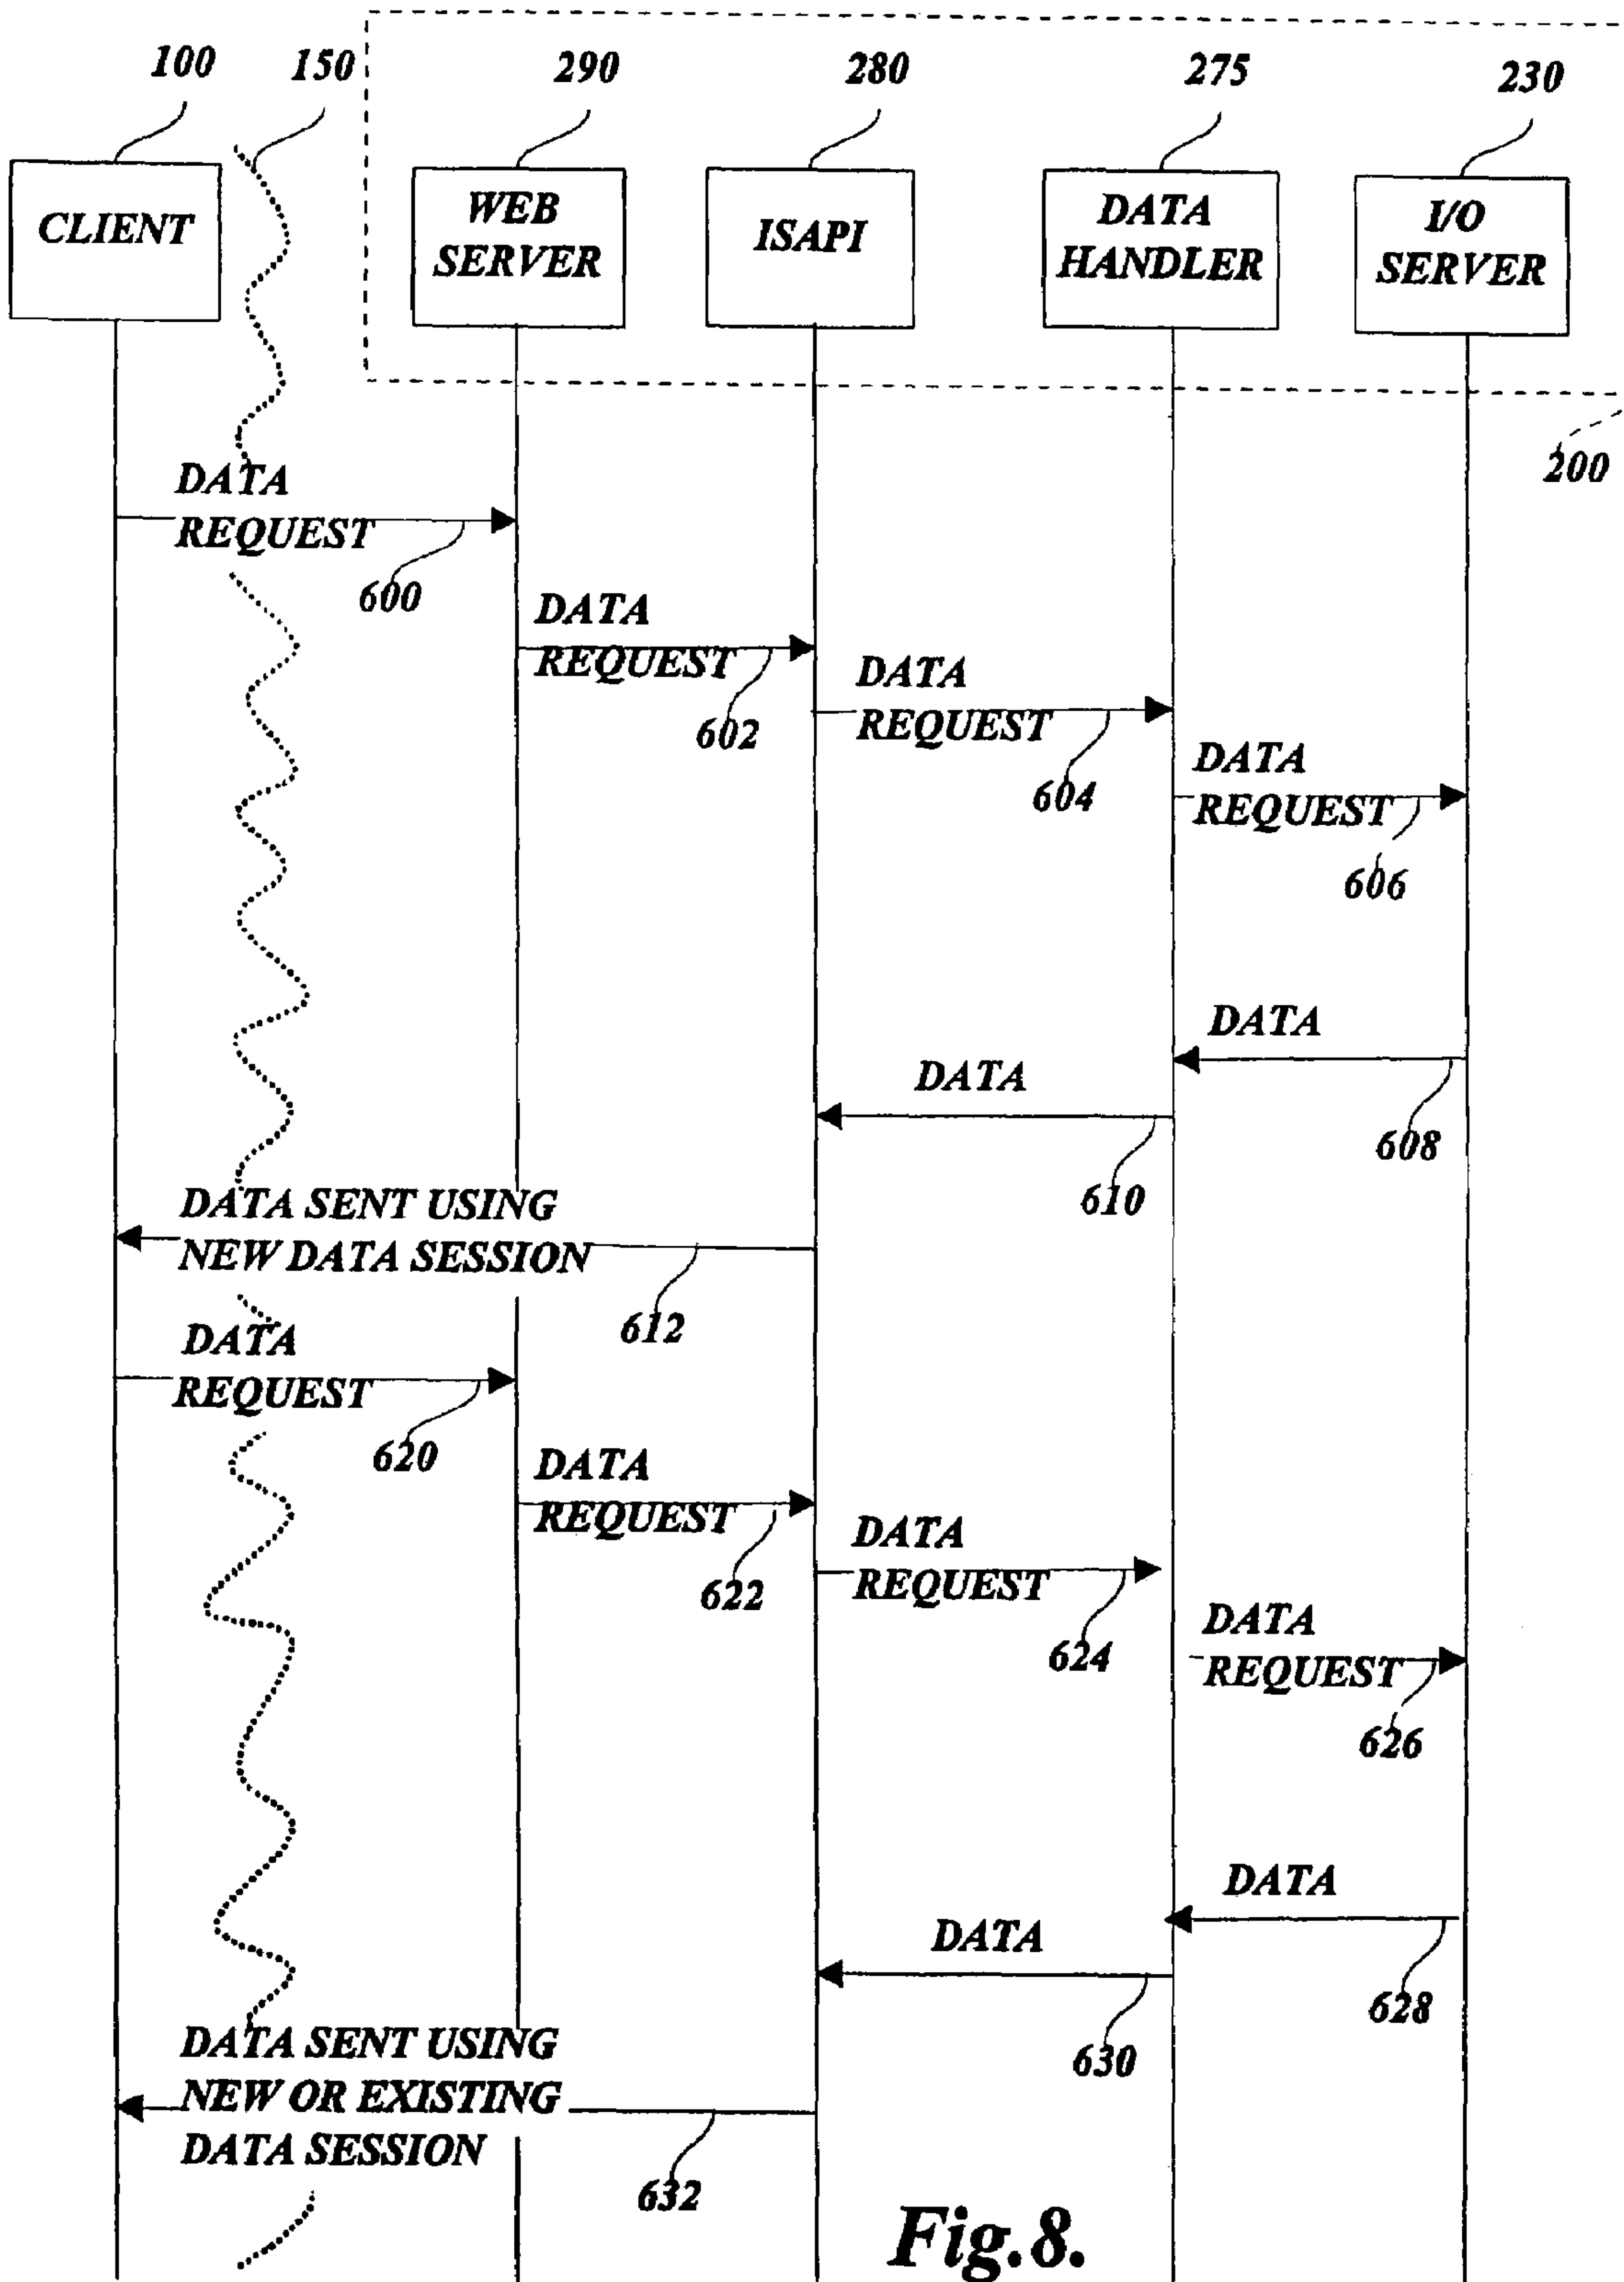 100
150
290
280
275
230
CLIENT
WEB
SERVER
ISAPI
DATA
HANDLER
I/O
SERVER
200
DATA
REQUEST
600
DATA
REQUEST
602
DATA
REQUEST
604
DATA
REQUEST
606
DATA
608
DATA
610
DATA SENT USING
NEW DATA SESSION
612
DATA
REQUEST
620
DATA
REQUEST
622
DATA
REQUEST
624
DATA
REQUEST
626
DATA
628
DATA
630
DATA SENT USING
NEW OR EXISTING
DATA SESSION
632
Fig.8.